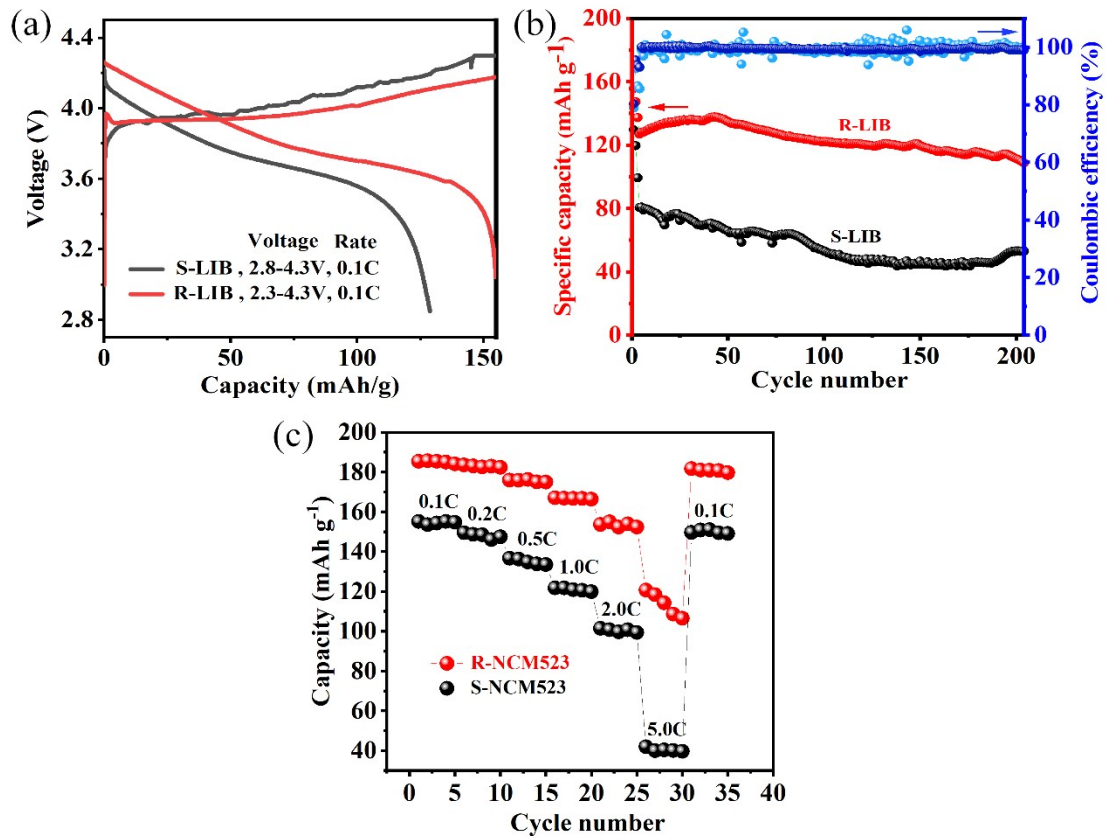 (a)
4.4
4.0
3.6
3.2
2.8
Voltage (V)
Voltage Rate
S-LIB , 2.8-4.3V, 0.1C
R-LIB , 2.3-4.3V, 0.1C
0
50
100
150
Capacity (mAh/g)
(b)
200
180
160
120
80
40
0
Specific capacity (mAh g-1)
R-LIB
S-LIB
100
80
60
40
20
0
Coulombic efficiency (%)
0
50
100
150
200
Cycle number
(c)
200
180
160
140
120
100
80
60
40
Capacity (mAh g-1)
0.1C
0.2C
0.5C
1.0C
2.0C
5.0C
0.1C
R-NCM523
S-NCM523
0
5
10
15
20
25
30
35
40
Cycle number